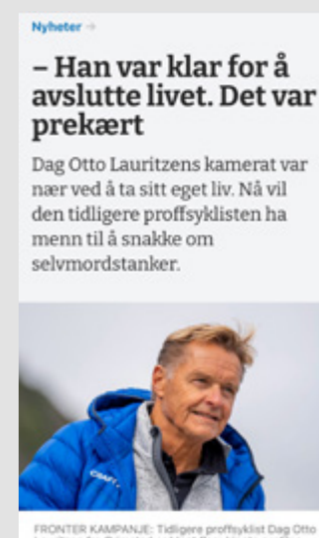 Nyheter →
– Han var klar for å
avslutte livet. Det var
prekært
Dag Otto Lauritzens kamerat var
nær ved å ta sitt eget liv. Nå vil
den tidligere proffsyklisten ha
menn til å snakke om
selvmordstanker.
CRAFT
FRONTER KAMPANJE: Tidligere proffsyklist Dag Otto